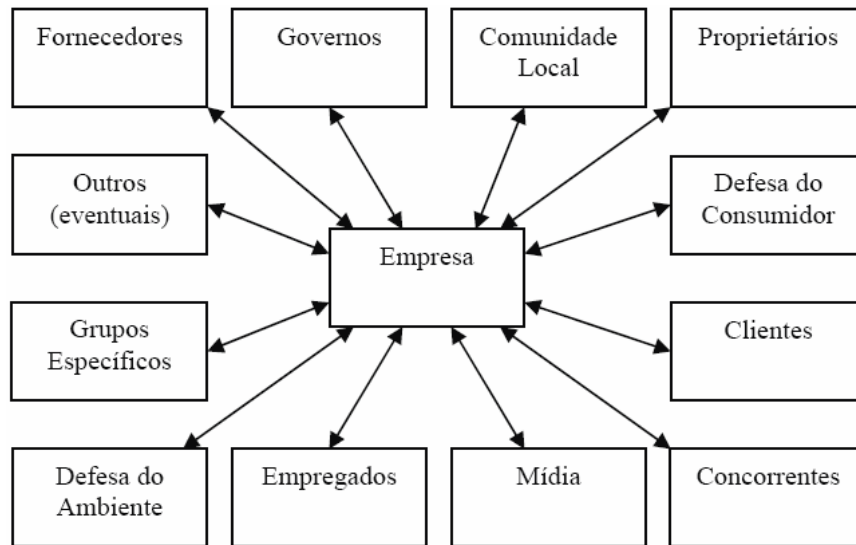 Fornecedores
Governos
Comunidade
Local
Proprietários
Outros
(eventuais)
Defesa do
Consumidor
Empresa
Grupos
Específicos
Clientes
Defesa do
Ambiente
Empregados
Mídia
Concorrentes